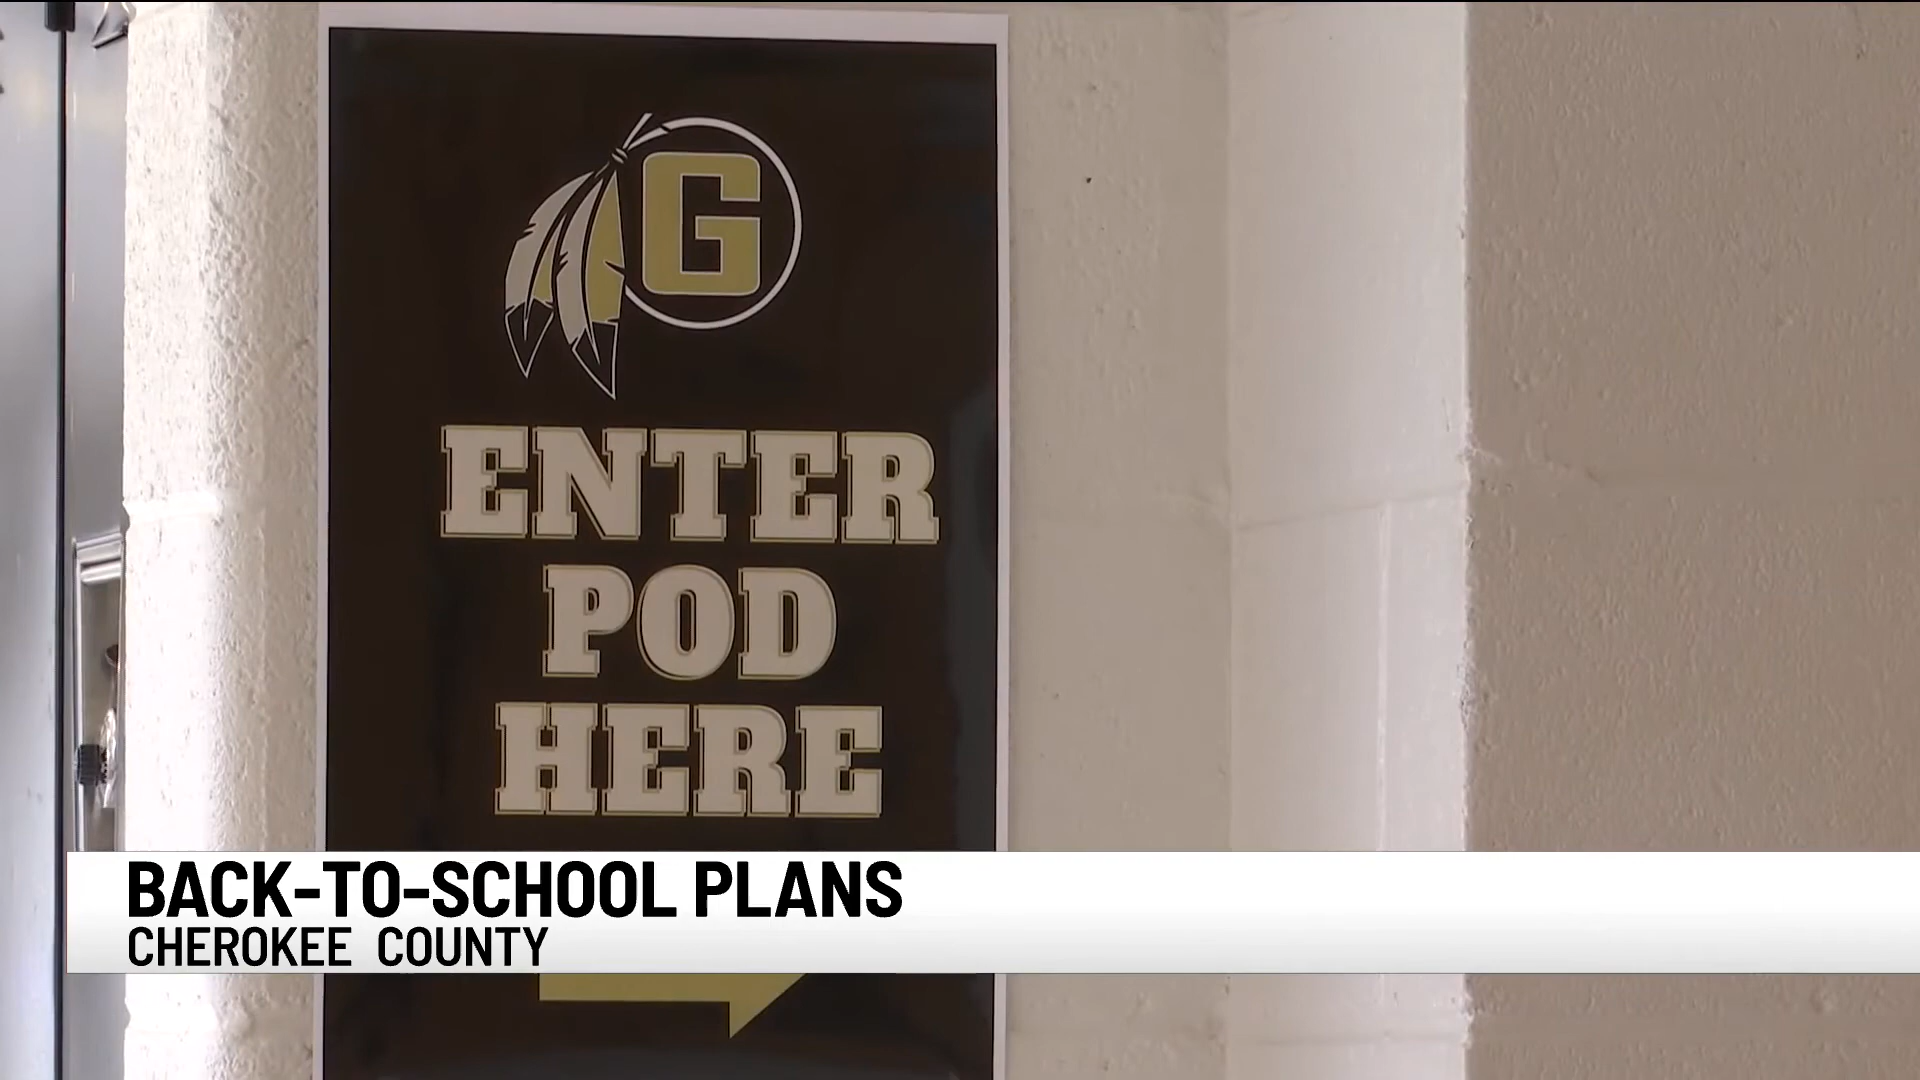 G
ENTER
POD
HERE
BACK-TO-SCHOOL PLANS
CHEROKEE COUNTY